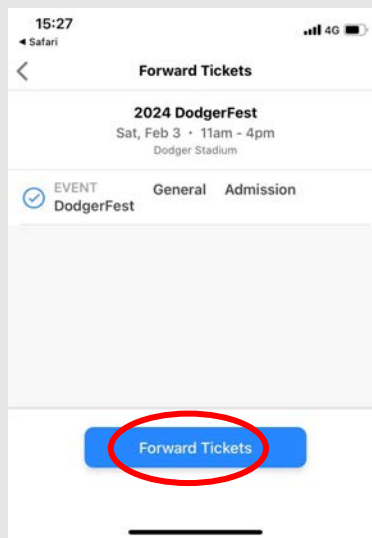 15:27
4G
◄ Safari
Forward Tickets
2024 DodgerFest
Sat, Feb 3 · 11am - 4pm
Dodger Stadium
EVENT General Admission
DodgerFest
Forward Tickets